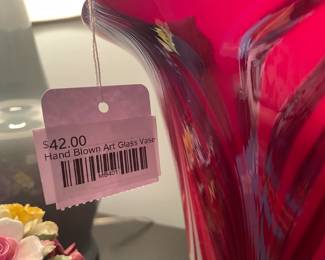 $42.00
Hand Blown Art Glass Vase